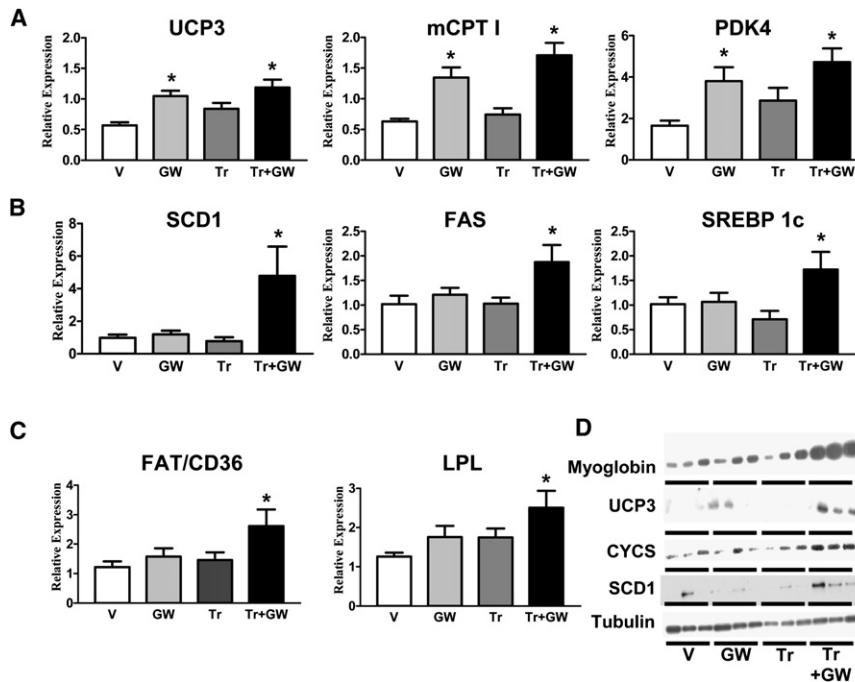 A
UCP3
Relative Expression
2.0
1.5
1.0
0.5
0.0
*
*
V GW Tr Tr+GW
mCPT I
Relative Expression
2.0
1.5
1.0
0.5
0.0
*
*
V GW Tr Tr+GW
PDK4
Relative Expression
6
4
2
0
*
*
V GW Tr Tr+GW
B
SCD1
Relative Expression
8
6
4
2
0
*
V GW Tr Tr+GW
FAS
Relative Expression
2.5
2.0
1.5
1.0
0.5
0.0
*
V GW Tr Tr+GW
SREBP 1c
Relative Expression
2.5
2.0
1.5
1.0
0.5
0.0
*
V GW Tr Tr+GW
C
FAT/CD36
Relative Expression
4
3
2
1
0
*
V GW Tr Tr+GW
LPL
Relative Expression
3
2
1
0
*
V GW Tr Tr+GW
D
Myoglobin
UCP3
CYCS
SCD1
Tubulin
V GW Tr Tr
+GW